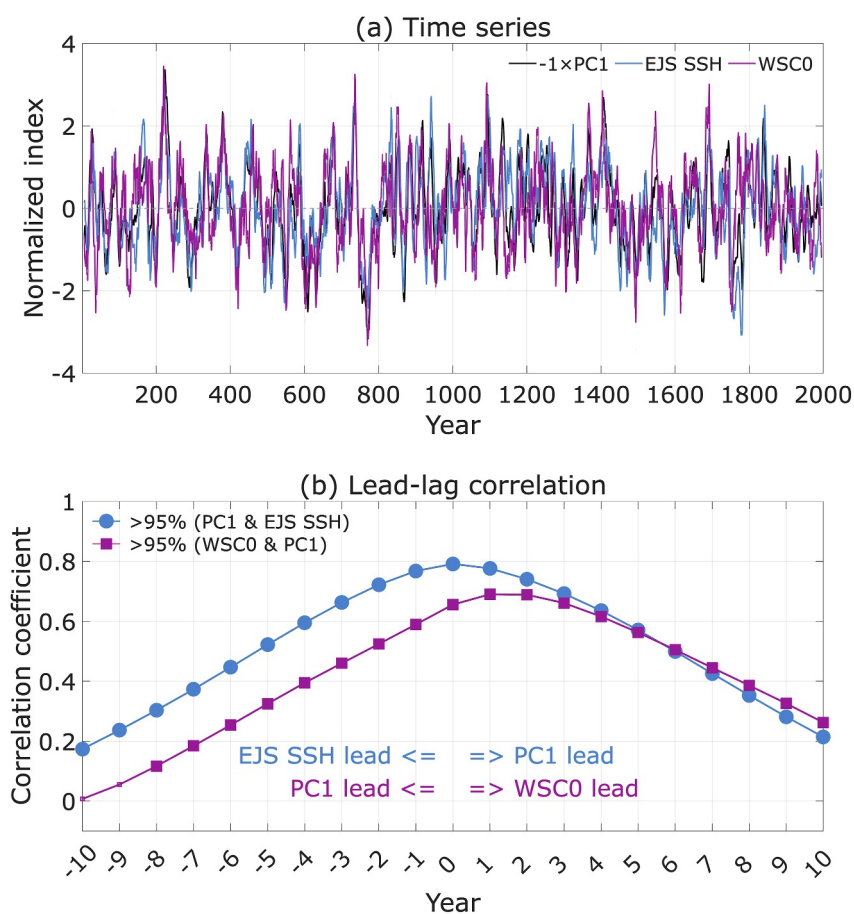 (a) Time series
4
-1×PC1 EJS SSH WSC0
2
0
-2
-4
Normalized index
200 400 600 800 1000 1200 1400 1600 1800 2000
Year
(b) Lead-lag correlation
1
>95% (PC1 & EJS SSH)
>95% (WSC0 & PC1)
0.8
0.6
0.4
0.2
0
Correlation coefficient
EJS SSH lead <= => PC1 lead
PC1 lead <= => WSC0 lead
-10 -9 -8 -7 -6 -5 -4 -3 -2 -1 0 1 2 3 4 5 6 7 8 9 10
Year